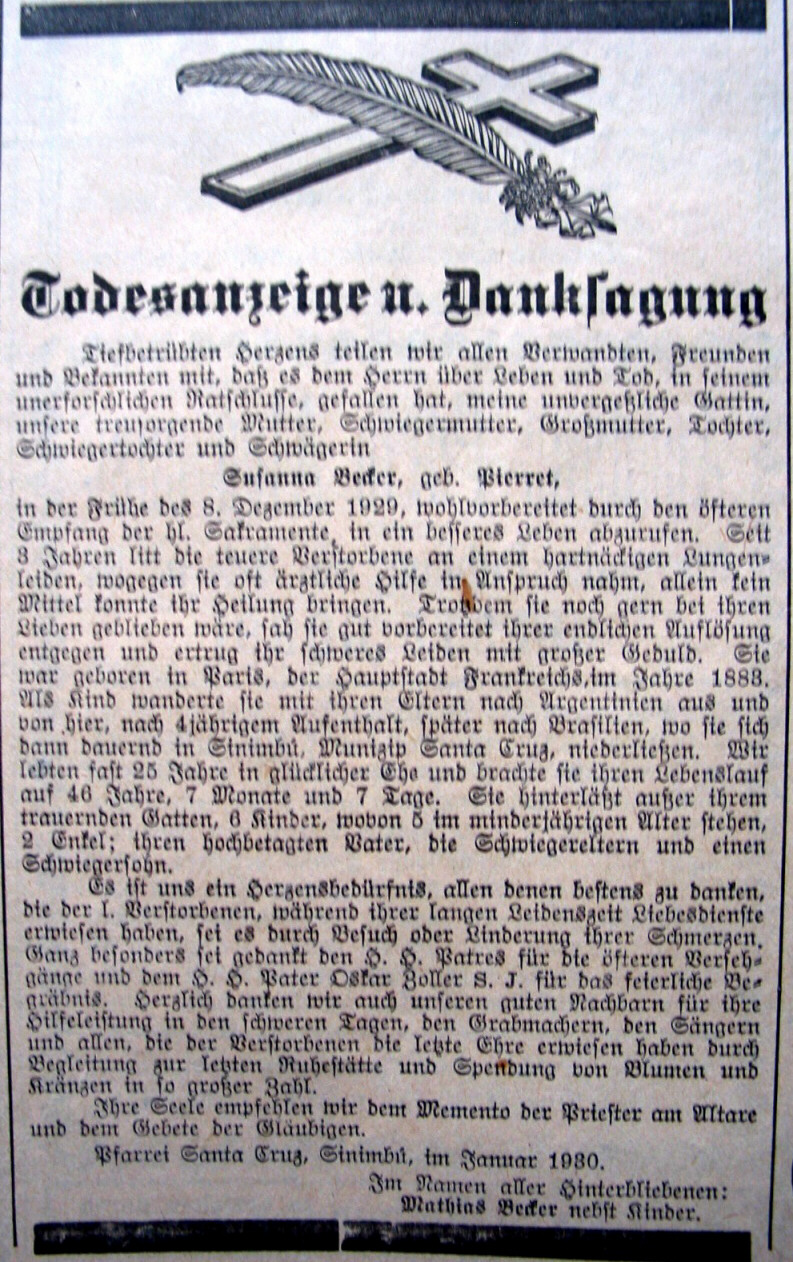 Todesanzeige u. Danksagung
Tiefbetrübten Herzens teilen wir allen Verwandten, Freunden
und Bekannten mit, daß es dem Herrn über Leben und Tod, in seinem
unerforschlichen Ratschlusse, gefallen hat, meine unvergeßliche Gattin,
unsere treusorgende Mutter, Schwiegermutter, Großmutter, Tochter,
Schwiegertochter und Schwägerin
Susanna Becker, geb. Pierret,
in der Frühe des 8. Dezember 1929, wohlvorbereitet durch den öfteren
Empfang der hl. Sakramente, in ein besseres Leben abzurufen. Seit
3 Jahren litt die teuere Verstorbene an einem hartnäckigen Lungen-
leiden, wogegen sie oft ärztliche Hilfe in Anspruch nahm, allein kein
Mittel konnte ihr Heilung bringen. Trotzdem sie noch gern bei ihren
Lieben geblieben wäre, sah sie gut vorbereitet ihrer endlichen Auflösung
entgegen und ertrug ihr schweres Leiden mit großer Geduld. Sie
war geboren in Paris, der Hauptstadt Frankreichs,im Jahre 1883.
Als Kind wanderte sie mit ihren Eltern nach Argentinien aus und
von hier, nach 4jährigem Aufenthalt, später nach Brasilien, wo sie sich
dann dauernd in Sinimbú, Munizip Santa Cruz, niederließen. Wir
lebten fast 25 Jahre in glücklicher Ehe und brachte sie ihren Lebenslauf
auf 46 Jahre, 7 Monate und 7 Tage. Sie hinterläßt außer ihrem
trauernden Gatten, 6 Kinder, wovon 5 im minderjährigen Alter stehen,
2 Enkel; ihren hochbetagten Vater, die Schwiegereltern und einen
Schwiegersohn.
Es ist uns ein Herzensbedürfnis, allen denen bestens zu danken,
die der l. Verstorbenen, während ihrer langen Leidenszeit Liebesdienste
erwiesen haben, sei es durch Besuch oder Linderung ihrer Schmerzen.
Ganz besonders sei gedankt den H. H. Patres für die öfteren Verseh-
gänge und dem H. H. Pater Oskar Zoller S. J. für das feierliche Be-
gräbnis. Herzlich danken wir auch unseren guten Nachbarn für ihre
Hilfeleistung in den schweren Tagen, den Grabmachern, den Sängern
und allen, die der Verstorbenen die letzte Ehre erwiesen haben durch
Begleitung zur letzten Ruhestätte und Spendung von Blumen und
Kränzen in so großer Zahl.
Ihre Seele empfehlen wir dem Memento der Priester am Altare
und dem Gebete der Gläubigen.
Pfarrei Santa Cruz, Sinimbú, im Januar 1930.
Im Namen aller Hinterbliebenen:
Mathias Becker nebst Kinder.